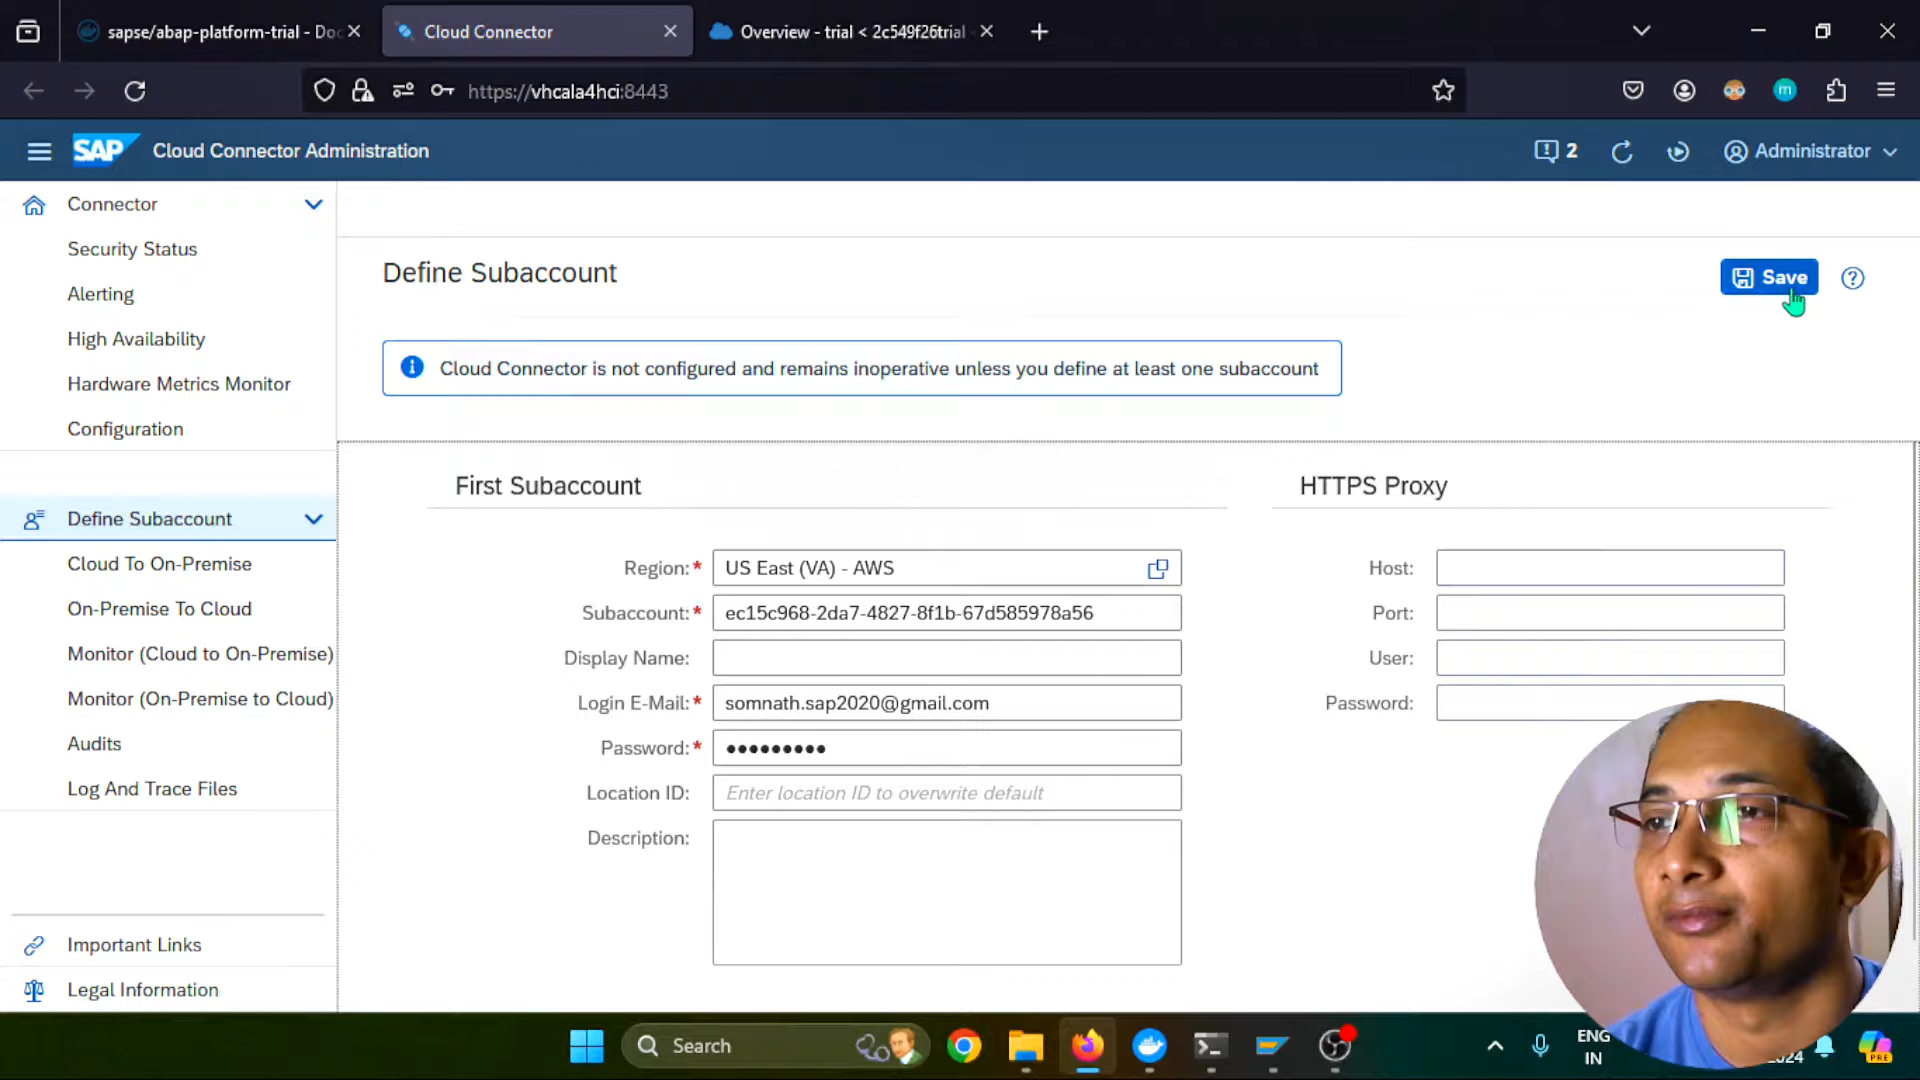 sapse/abap-platform-trial - Doc
Cloud Connector
Overview - trial < 2c549f26trial
https://vhcala4hci:8443
SAP
Cloud Connector Administration
2
Administrator
Connector
Security Status
Alerting
High Availability
Hardware Metrics Monitor
Configuration
Define Subaccount
Cloud To On-Premise
On-Premise To Cloud
Monitor (Cloud to On-Premise)
Monitor (On-Premise to Cloud)
Audits
Log And Trace Files
Important Links
Legal Information
Define Subaccount
Save
Cloud Connector is not configured and remains inoperative unless you define at least one subaccount
First Subaccount
Region:* US East (VA) - AWS
Subaccount:* ec15c968-2da7-4827-8f1b-67d585978a56
Display Name:
Login E-Mail:* somnath.sap2020@gmail.com
Password:* •••••••••
Location ID: Enter location ID to overwrite default
Description:
HTTPS Proxy
Host:
Port:
User:
Password:
Search
ENG
IN
2024
PRE